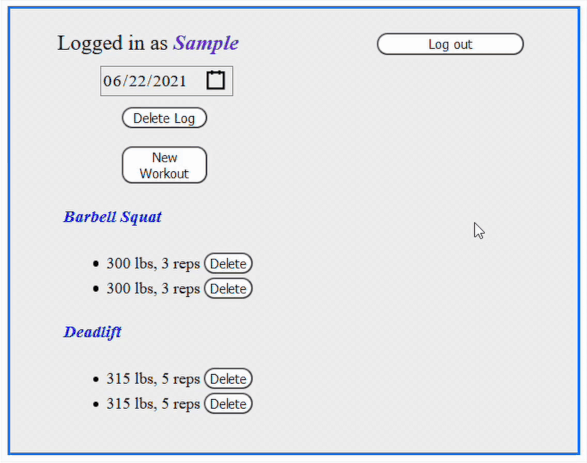 Logged in as Sample
Log out
06/22/2021
Delete Log
New
Workout
Barbell Squat
300 lbs, 3 reps Delete
300 lbs, 3 reps Delete
Deadlift
315 lbs, 5 reps Delete
315 lbs, 5 reps Delete